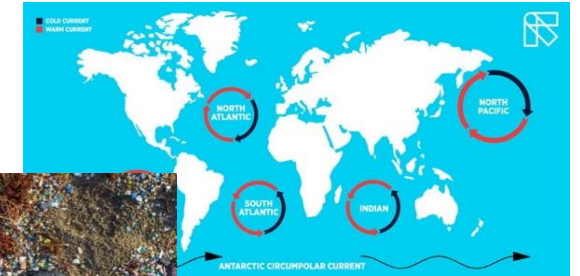 COLD CURRENT
WARM CURRENT
NORTH
ATLANTIC
NORTH
PACIFIC
SOUTH
ATLANTIC
INDIAN
ANTARCTIC CIRCUMPOLAR CURRENT